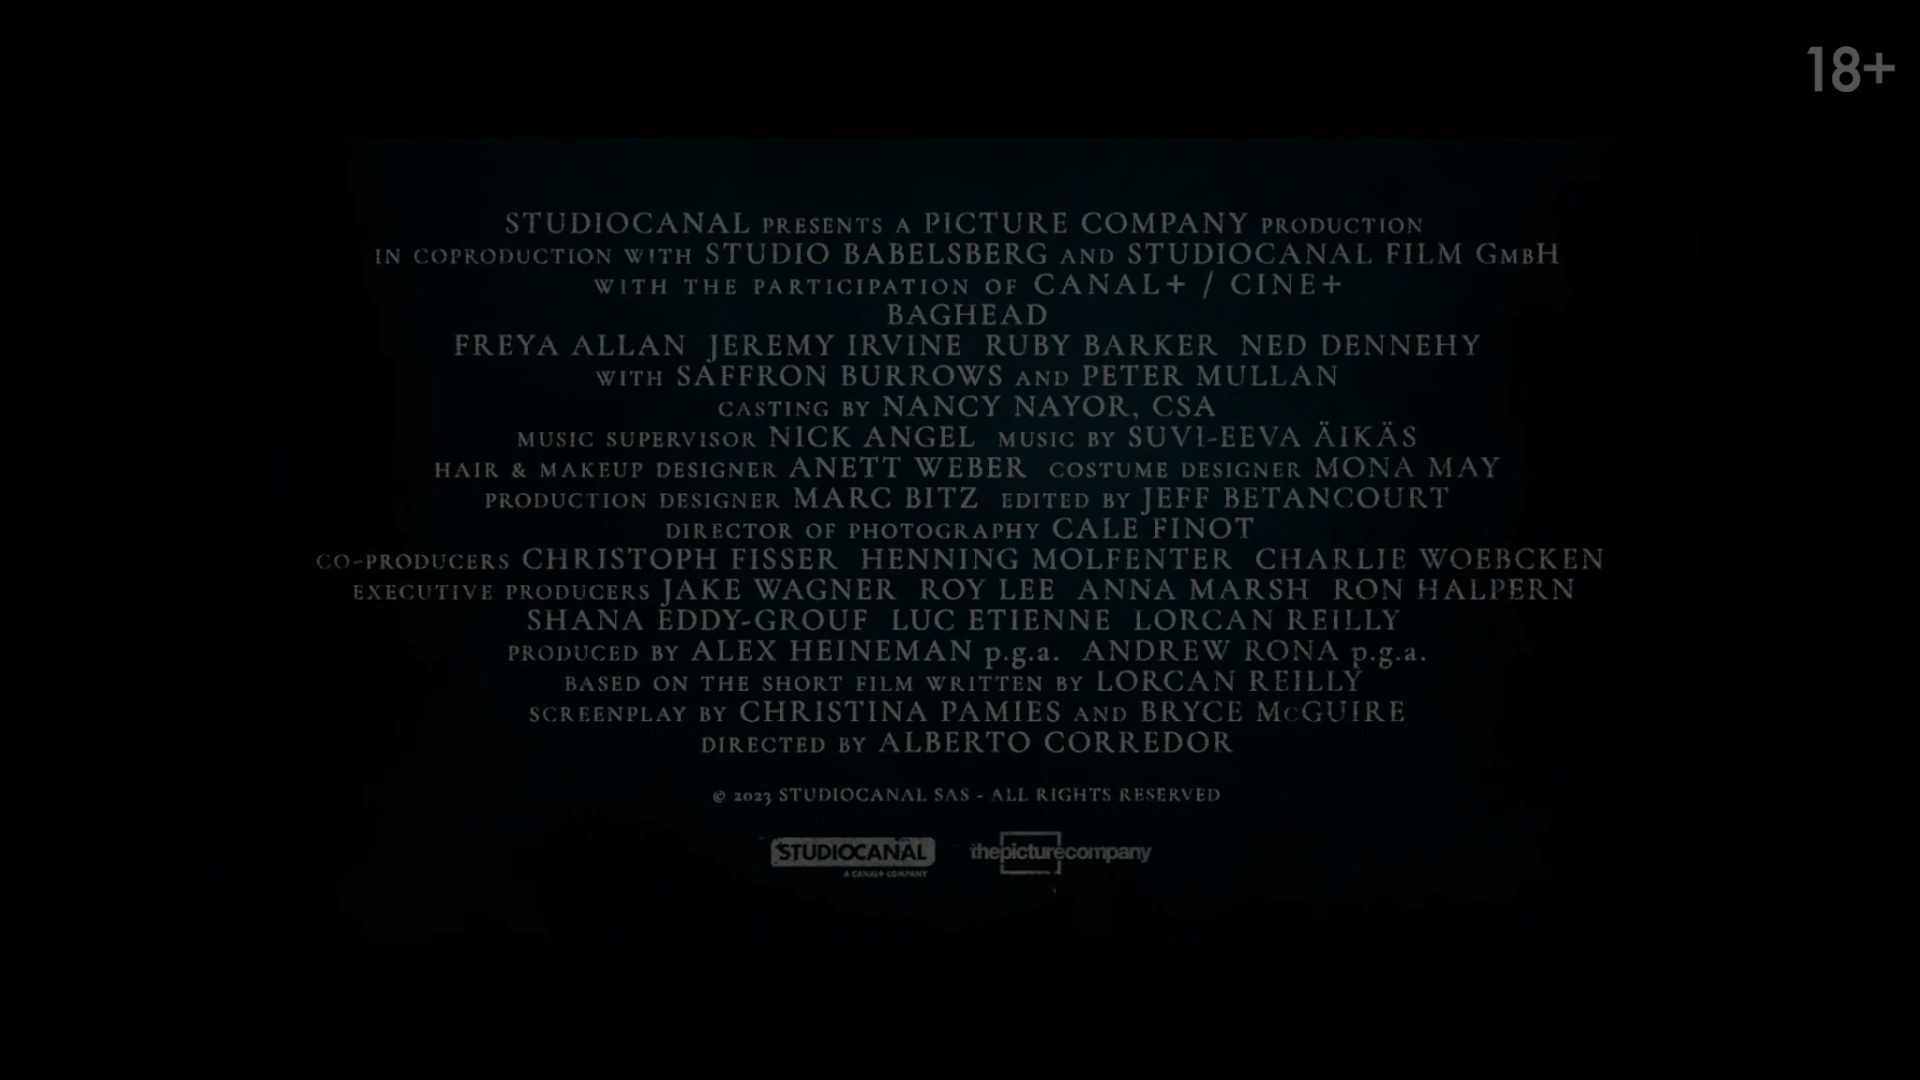 18+
STUDIOCANAL PRESENTS A PICTURE COMPANY PRODUCTION
IN COPRODUCTION WITH STUDIO BABELSBERG AND STUDIOCANAL FILM GMBH
WITH THE PARTICIPATION OF CANAL+ / CINE+
BAGHEAD
FREYA ALLAN JEREMY IRVINE RUBY BARKER NED DENNEHY
WITH SAFFRON BURROWS AND PETER MULLAN
CASTING BY NANCY NAYOR, CSA
MUSIC SUPERVISOR NICK ANGEL MUSIC BY SUVI-EEVA ÄIKÄS
HAIR & MAKEUP DESIGNER ANETT WEBER COSTUME DESIGNER MONA MAY
PRODUCTION DESIGNER MARC BITZ EDITED BY JEFF BETANCOURT
DIRECTOR OF PHOTOGRAPHY CALE FINOT
CO-PRODUCERS CHRISTOPH FISSER HENNING MOLFENTER CHARLIE WOEBCKEN
EXECUTIVE PRODUCERS JAKE WAGNER ROY LEE ANNA MARSH RON HALPERN
SHANA EDDY-GROUF LUC ETIENNE LORCAN REILLY
PRODUCED BY ALEX HEINEMAN p.g.a. ANDREW RONA p.g.a.
BASED ON THE SHORT FILM WRITTEN BY LORCAN REILLY
SCREENPLAY BY CHRISTINA PAMIES AND BRYCE McGUIRE
DIRECTED BY ALBERTO CORREDOR
© 2023 STUDIOCANAL SAS - ALL RIGHTS RESERVED
STUDIOCANAL thepicturecompany
A CANAL+ COMPANY